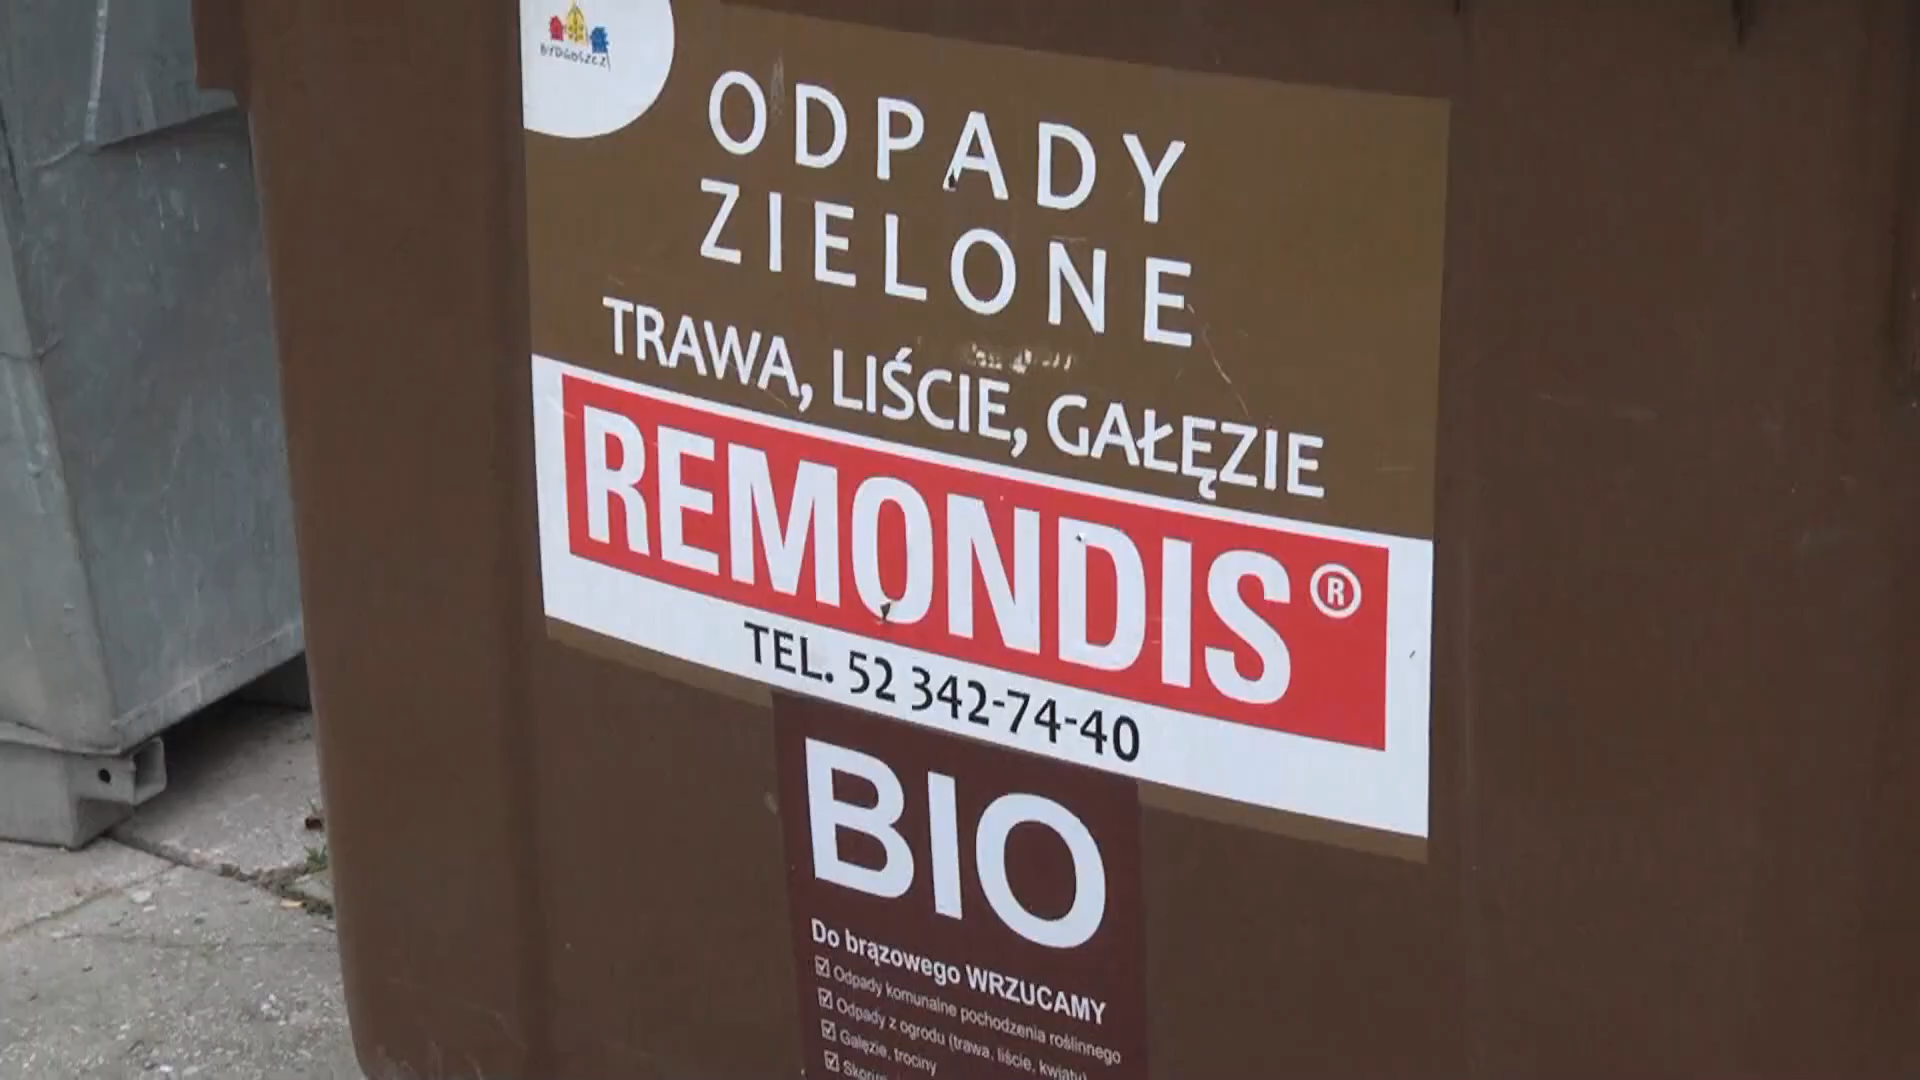 BYDGOSZCZ
ODPADY
ZIELONE
TRAWA, LIŚCIE, GAŁĘZIE
REMONDIS®
TEL. 52 342-74-40
BIO
Do brązowego WRZUCAMY
☑ Odpady komunalne pochodzenia roślinnego
☑ Odpady z ogrodu (trawa, liście, kwiaty)
☑ Gałęzie, trociny
☑